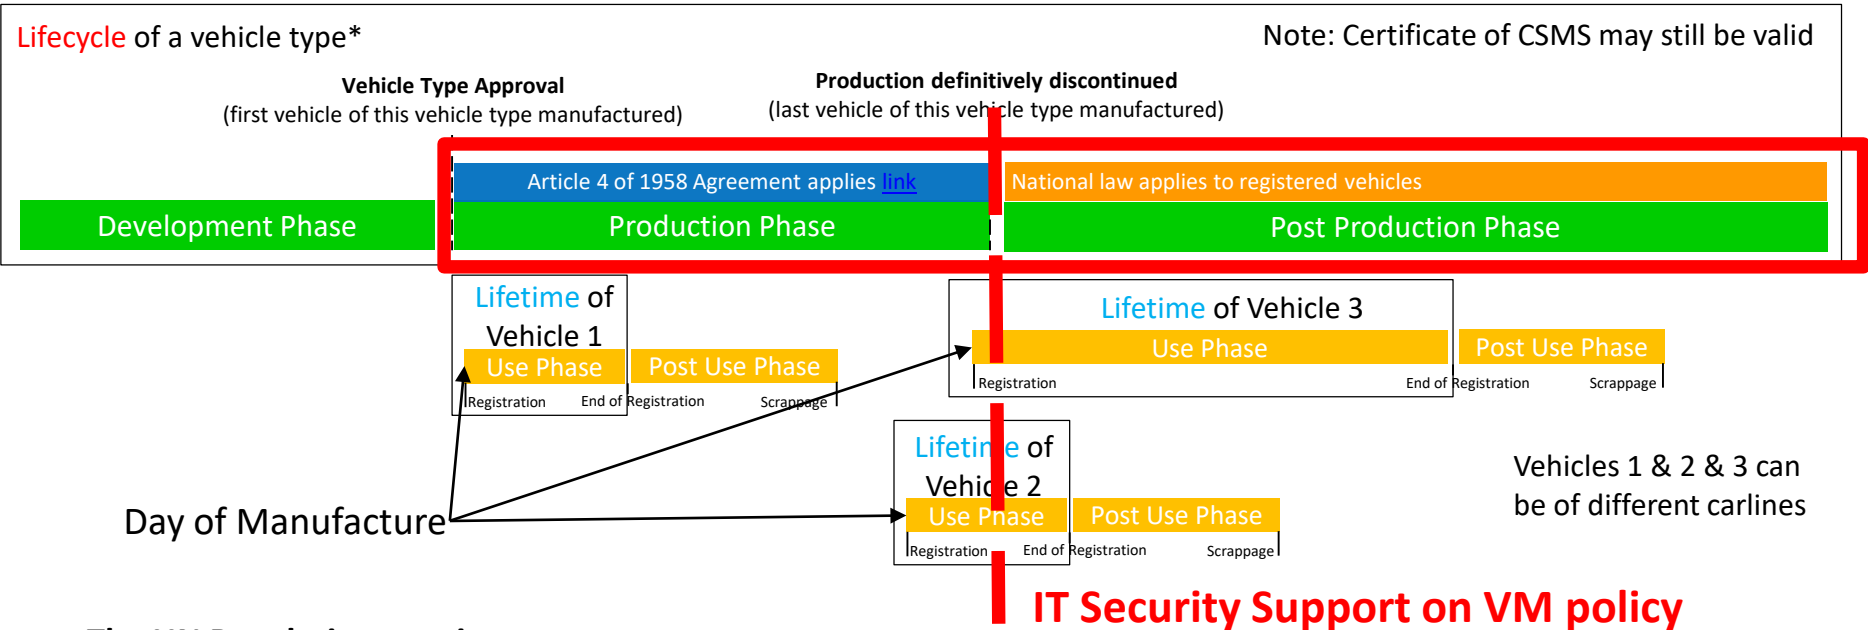 Lifecycle of a vehicle type*
Note: Certificate of CSMS may still be valid
Vehicle Type Approval
(first vehicle of this vehicle type manufactured)
Production definitively discontinued
(last vehicle of this vehicle type manufactured)
Article 4 of 1958 Agreement applies link
National law applies to registered vehicles
Development Phase
Production Phase
Post Production Phase
Lifetime of
Vehicle 1
Use Phase
Post Use Phase
Registration
End of Registration
Scrappage
Lifetime of Vehicle 3
Use Phase
Post Use Phase
Registration
End of Registration
Scrappage
Lifetime of
Vehicle 2
Use Phase
Post Use Phase
Registration
End of Registration
Scrappage
Day of Manufacture
Vehicles 1 & 2 & 3 can
be of different carlines
IT Security Support on VM policy